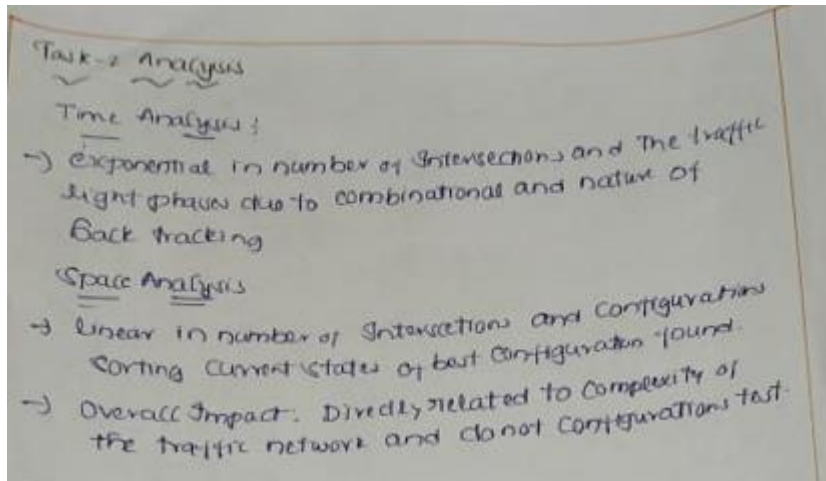 Task-2 Analysis
Time Analysis :
→ exponential in number of Intersections and The traffic
light phases due to combinational and nature of
Back tracking
Space Analysis
→ linear in number of Intersections and Configurations
Sorting Current states of best Configuration found.
→ Overall Impact: Directly related to Complexity of
the traffic network and Configurations test.